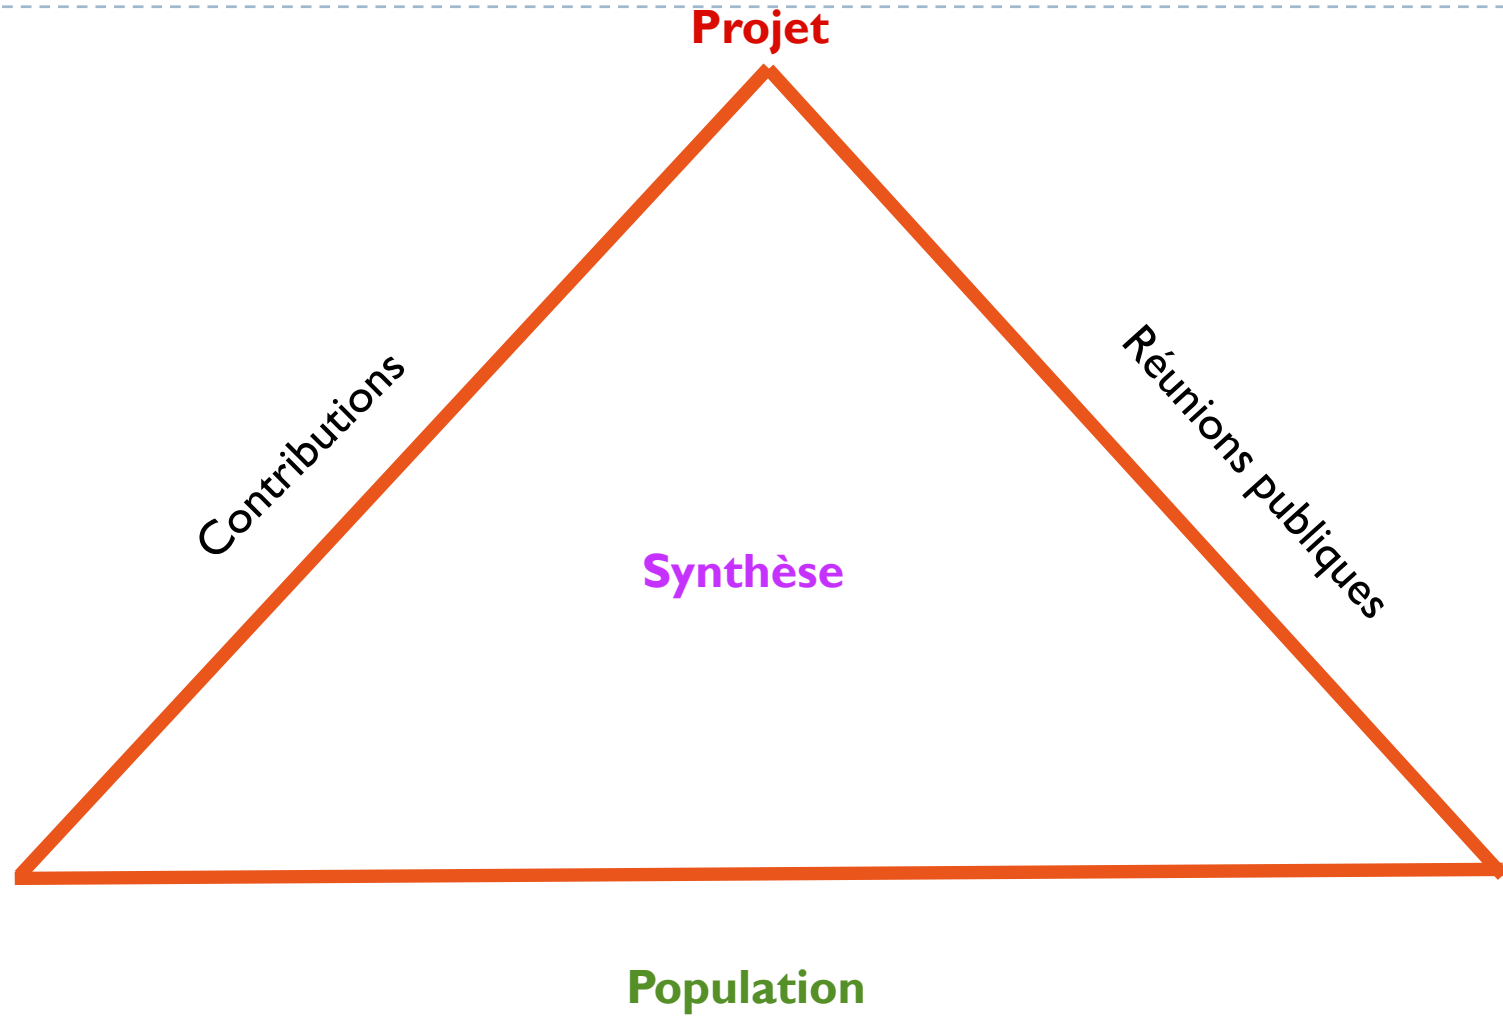 Projet
Contributions
Réunions publiques
Synthèse
Population